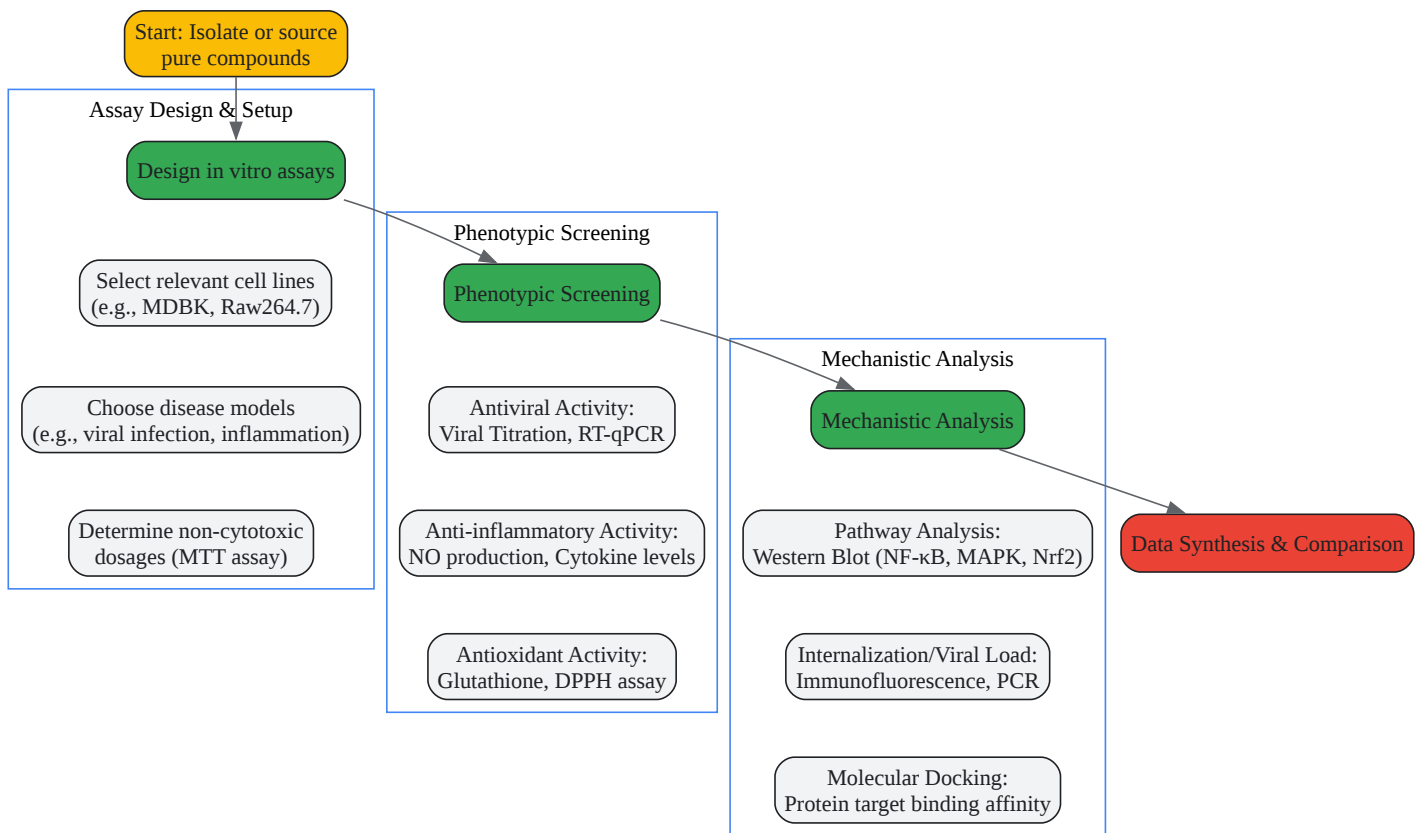 Start: Isolate or source
pure compounds
Assay Design & Setup
Design in vitro assays
Select relevant cell lines
(e.g., MDBK, Raw264.7)
Choose disease models
(e.g., viral infection, inflammation)
Determine non-cytotoxic
dosages (MTT assay)
Phenotypic Screening
Phenotypic Screening
Antiviral Activity:
Viral Titration, RT-qPCR
Anti-inflammatory Activity:
NO production, Cytokine levels
Antioxidant Activity:
Glutathione, DPPH assay
Mechanistic Analysis
Mechanistic Analysis
Pathway Analysis:
Western Blot (NF-κB, MAPK, Nrf2)
Internalization/Viral Load:
Immunofluorescence, PCR
Molecular Docking:
Protein target binding affinity
Data Synthesis & Comparison